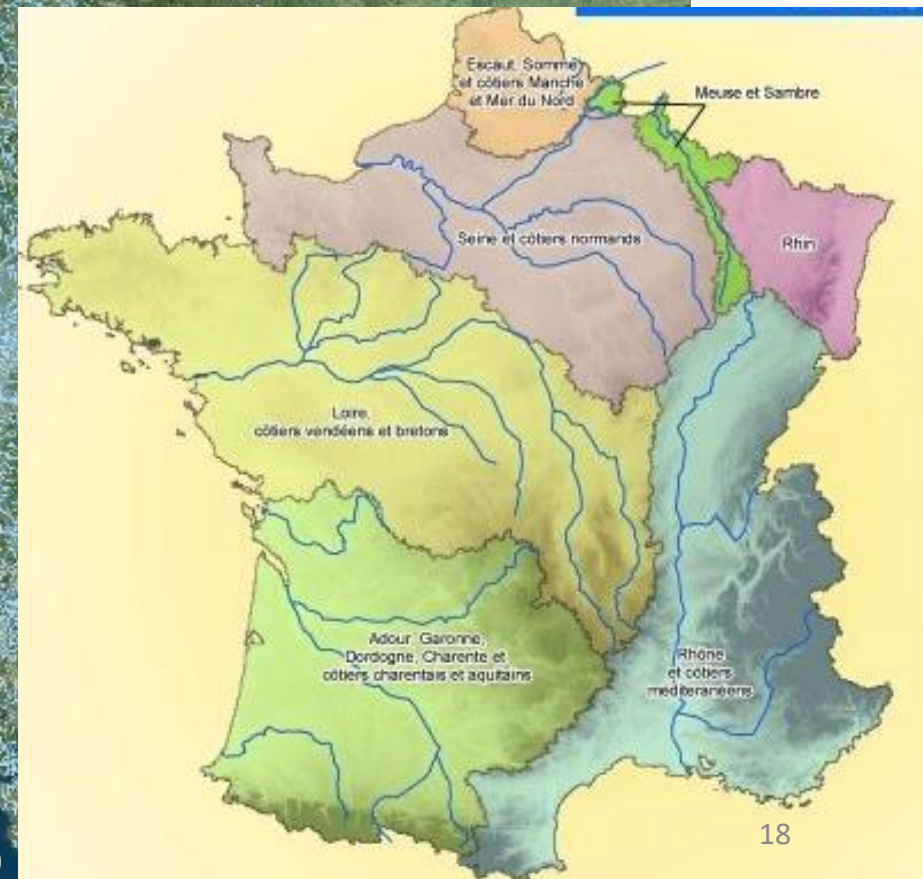 Escaut, Somme
et côtiers Manche
et Mer du Nord
Meuse et Sambre
Seine et côtiers normands
Rhin
Loire,
côtiers vendéens et bretons
Adour, Garonne,
Dordogne, Charente et
côtiers charentais et aquitains
Rhône
et côtiers
méditeranéens
18